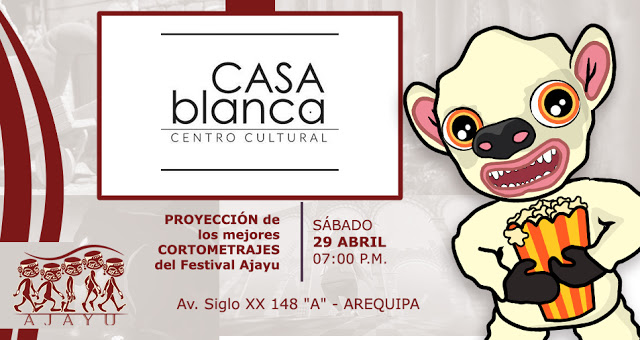 CASA
blanca
CENTRO CULTURAL
PROYECCIÓN de
los mejores
CORTOMETRAJES
del Festival Ajayu
SÁBADO
29 ABRIL
07:00 P.M.
Av. Siglo XX 148 "A" - AREQUIPA
AJAYU